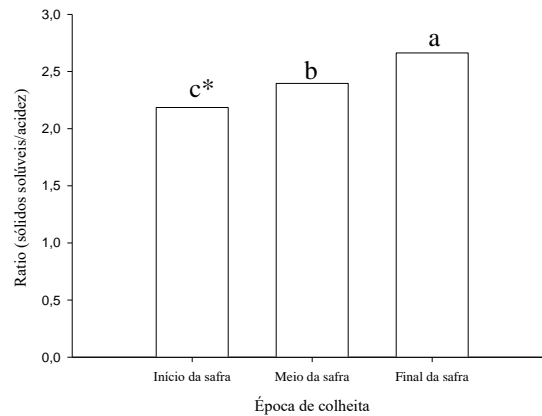 3,0
2,5
2,0
1,5
1,0
0,5
0,0
Ratio (sólidos solúveis/acidez)
c*
b
a
Início da safra Meio da safra Final da safra
Época de colheita